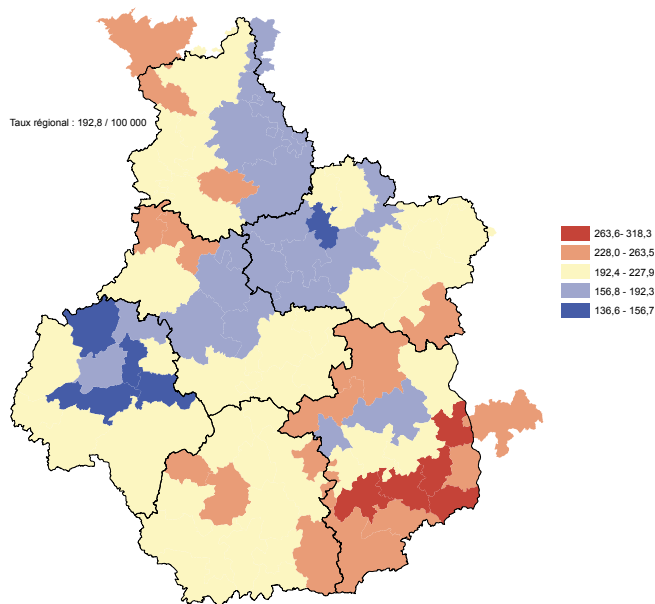 Taux régional : 192,8 / 100 000
263,6- 318,3
228,0 - 263,5
192,4 - 227,9
156,8 - 192,3
136,6 - 156,7